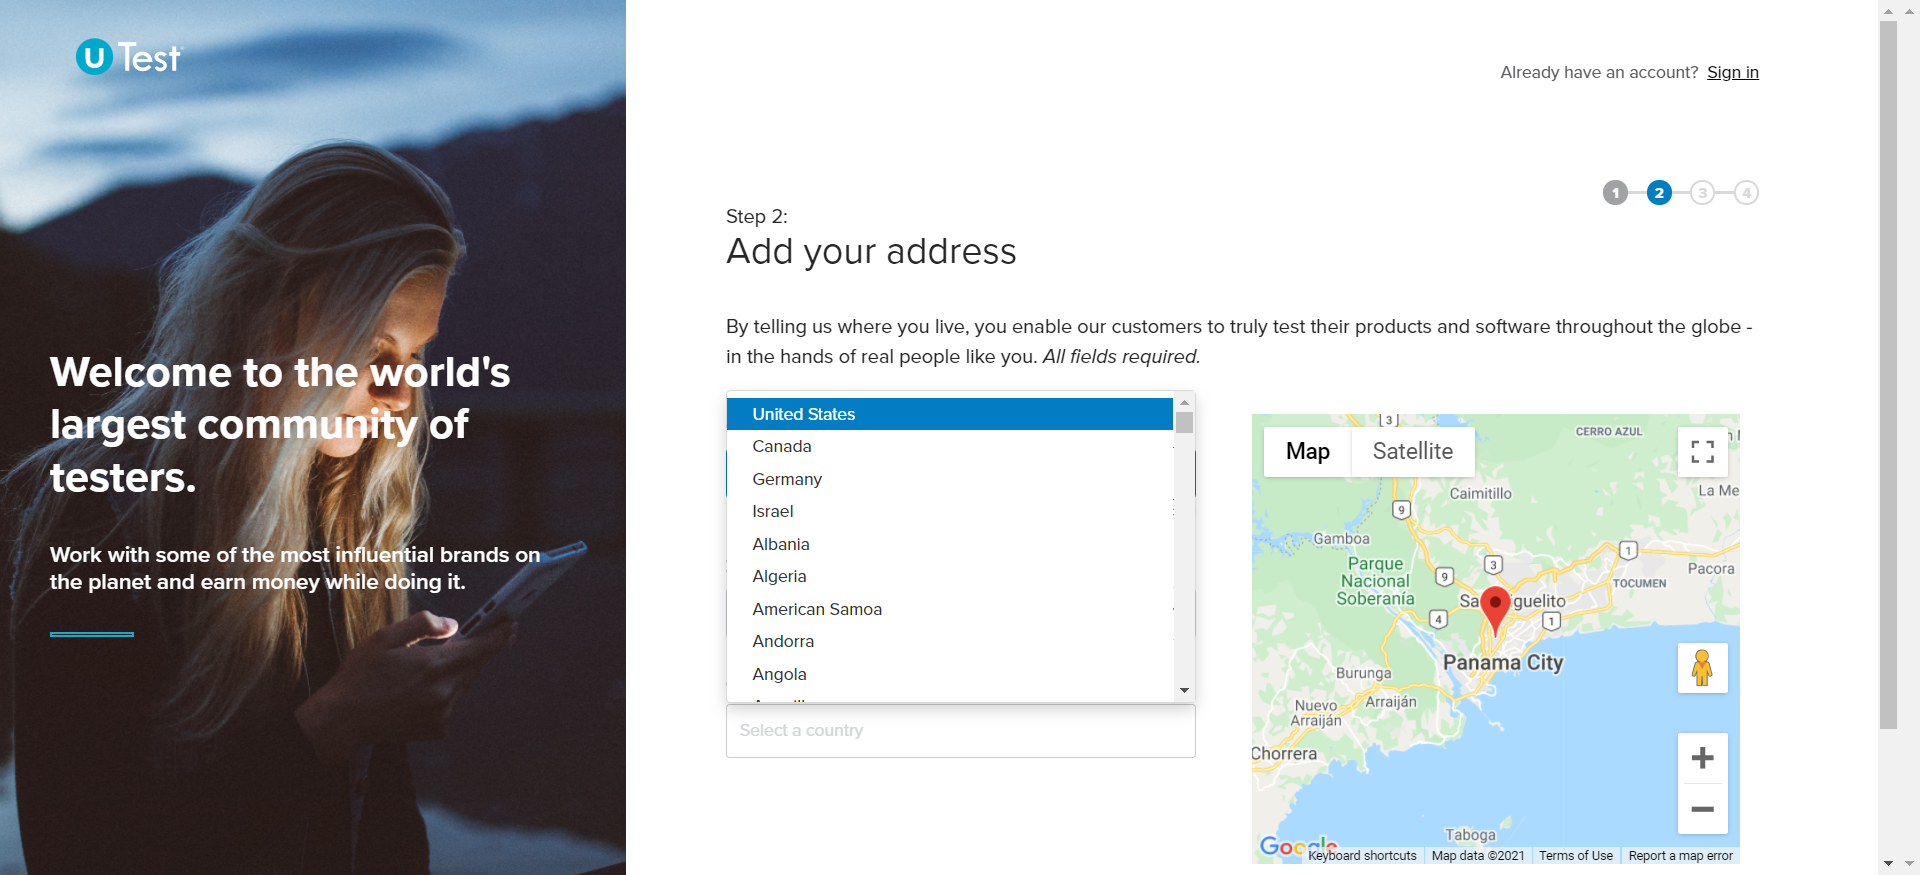 U Test
Already have an account? Sign in
1 2 3 4
Step 2:
Add your address
By telling us where you live, you enable our customers to truly test their products and software throughout the globe -
in the hands of real people like you. All fields required.
Welcome to the world's
largest community of
testers.
Work with some of the most influential brands on
the planet and earn money while doing it.
United States
Canada
Germany
Israel
Albania
Algeria
American Samoa
Andorra
Angola
Select a country
Map Satellite
3
CERRO AZUL
Caimitillo
La Me
9
Gamboa
1
Parque
Nacional
Soberanía
3
9
Pacora
TOCUMEN
4
1
Panama City
Burunga
Nuevo
Arraiján
Arraiján
Chorrera
Taboga
Google
Keyboard shortcuts Map data ©2021 Terms of Use Report a map error